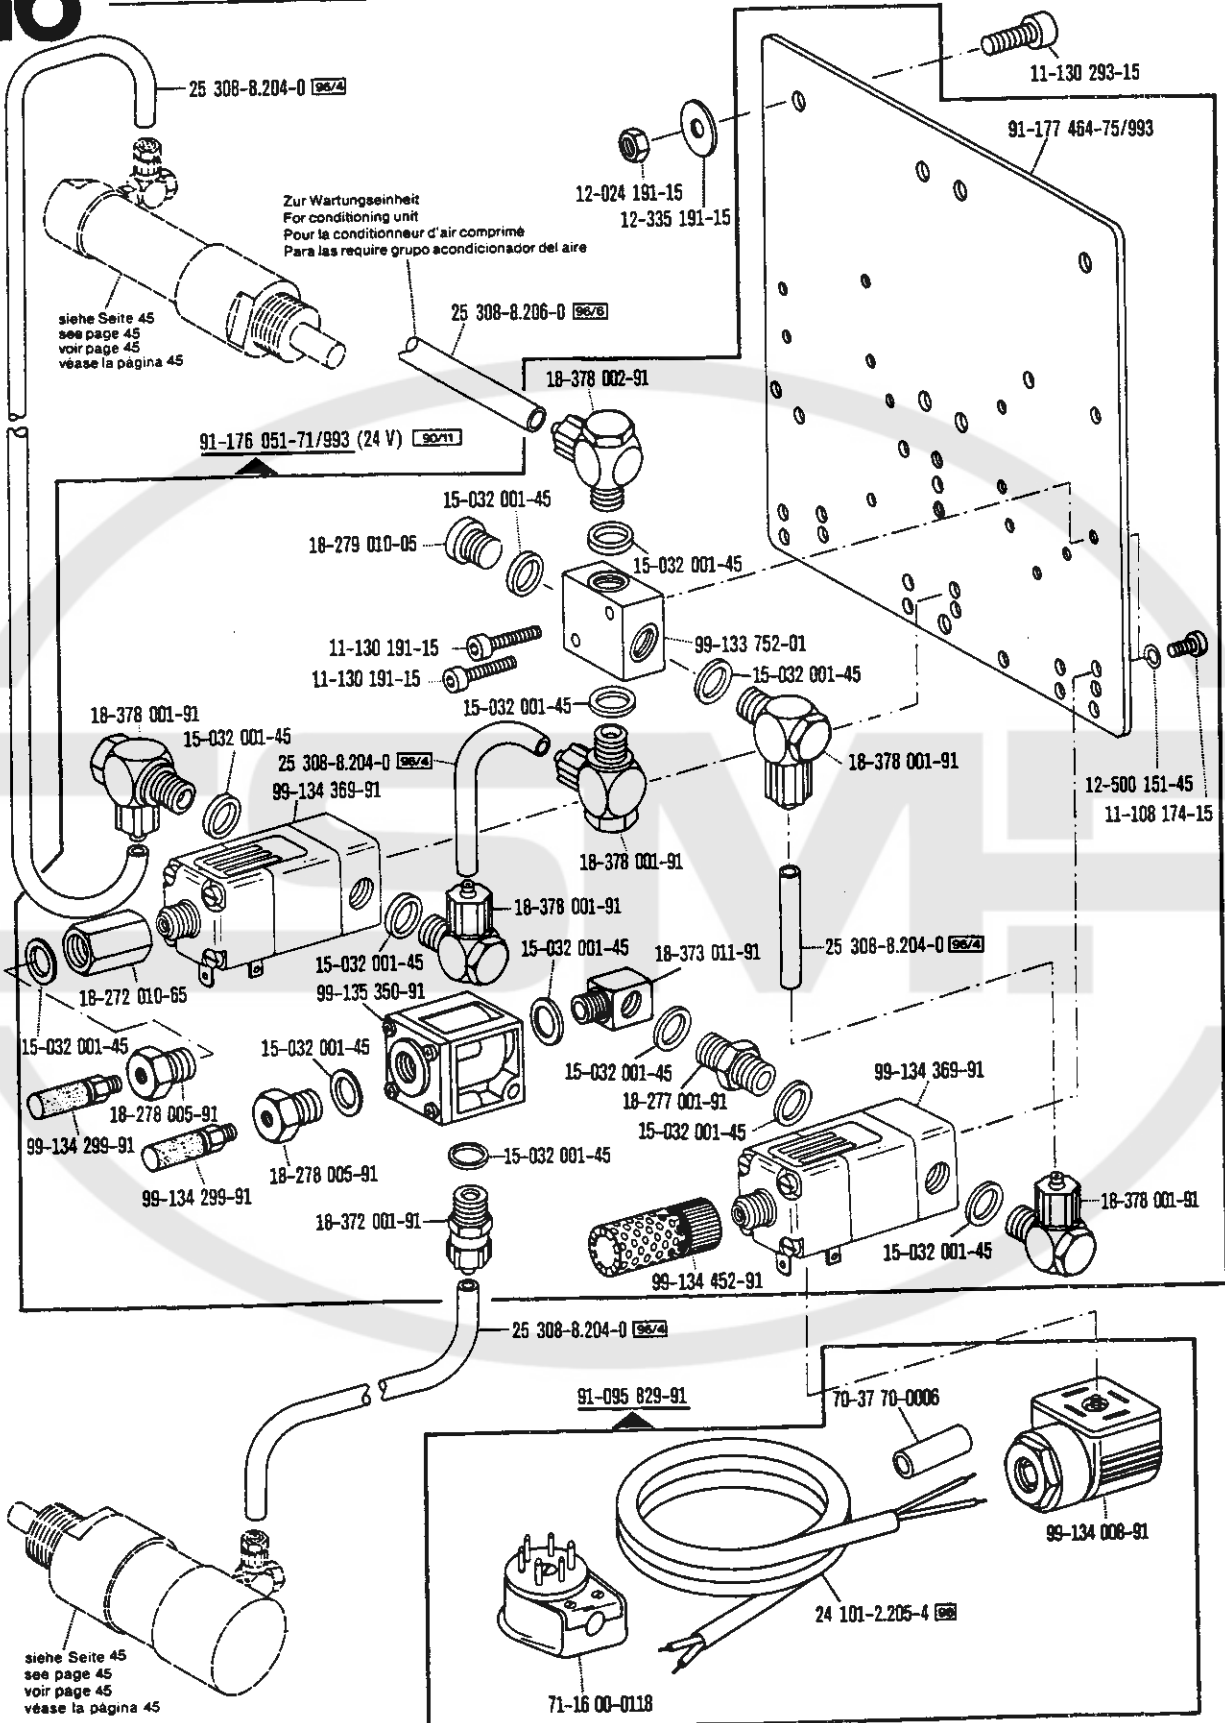 25 308-8.204-0 96/4
11-130 293-15
91-177 464-75/993
12-024 191-15
12-335 191-15
Zur Wartungseinheit
For conditioning unit
Pour la conditionneur d'air comprimé
Para las require grupo acondicionador del aire
siehe Seite 45
see page 45
voir page 45
véase la página 45
25 308-8.206-0 96/6
18-378 002-91
91-176 051-71/993 (24 V) 90/11
15-032 001-45
18-279 010-05
15-032 001-45
11-130 191-15
99-133 752-01
11-130 191-15
15-032 001-45
15-032 001-45
18-378 001-91
15-032 001-45
25 308-8.204-0 96/4
18-378 001-91
99-134 369-91
12-500 151-45
11-108 174-15
18-378 001-91
18-378 001-91
15-032 001-45
15-032 001-45
18-373 011-91
25 308-8.204-0 96/4
18-272 010-65
99-135 350-91
15-032 001-45
15-032 001-45
15-032 001-45
99-134 369-91
18-278 005-91
18-277 001-91
99-134 299-91
15-032 001-45
18-278 005-91
15-032 001-45
99-134 299-91
18-372 001-91
18-378 001-91
15-032 001-45
99-134 452-91
25 308-8.204-0 96/4
91-095 829-91
70-37 70-0006
99-134 008-91
24 101-2.205-4 96
71-16 00-0118
siehe Seite 45
see page 45
voir page 45
véase la página 45